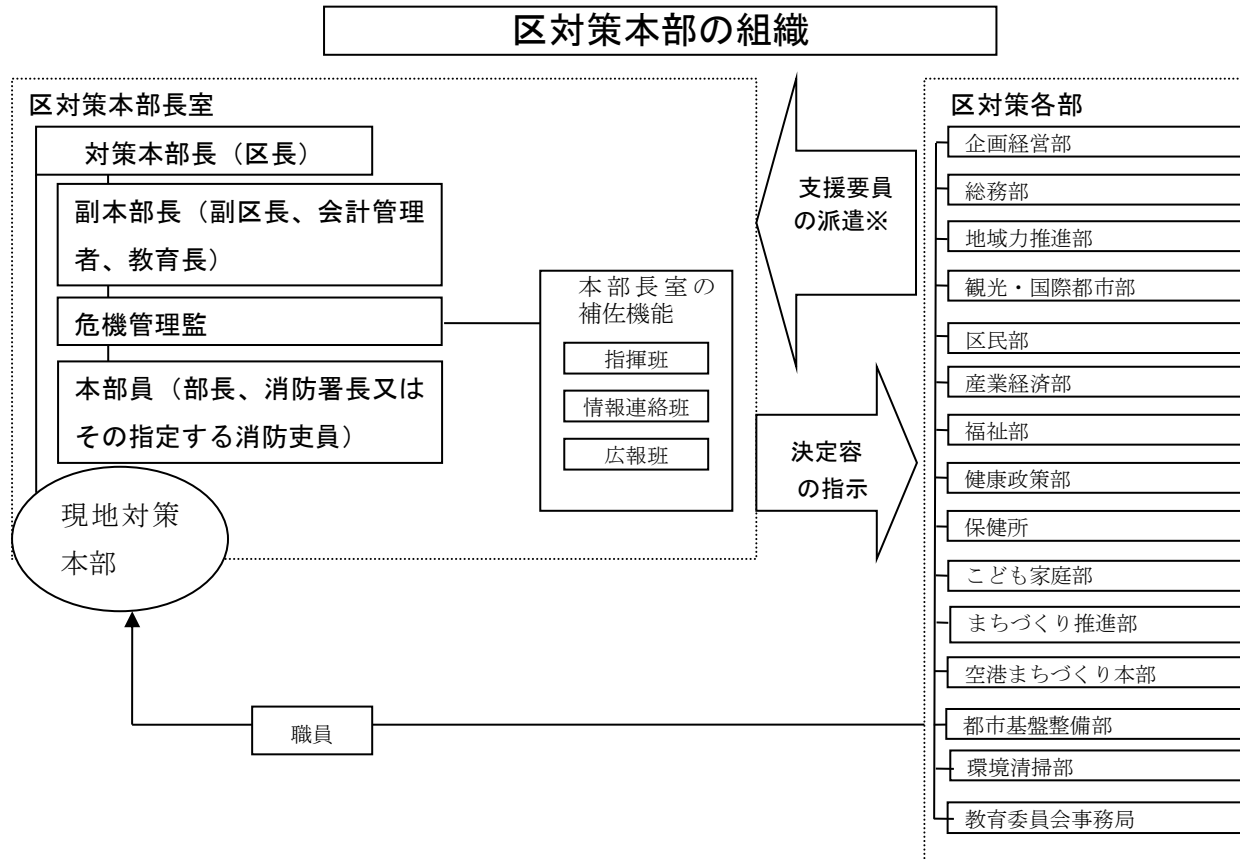 区対策本部の組織
区対策本部長室
対策本部長（区長）
副本部長（副区長、会計管理
者、教育長）
危機管理監
本部員（部長、消防署長又は
その指定する消防吏員）
現地対策
本部
本部長室の
補佐機能
指揮班
情報連絡班
広報班
支援要員
の派遣※
決定容
の指示
職員
区対策各部
企画経営部
総務部
地域力推進部
観光・国際都市部
区民部
産業経済部
福祉部
健康政策部
保健所
こども家庭部
まちづくり推進部
空港まちづくり本部
都市基盤整備部
環境清掃部
教育委員会事務局